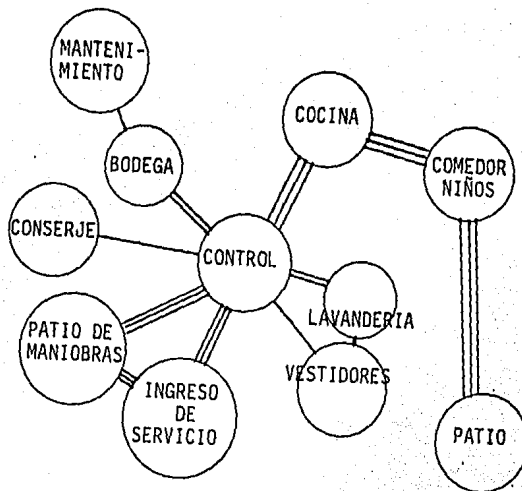 MANTENI-
MIENTO
COCINA
BODEGA
COMEDOR
NIÑOS
CONSERJE
CONTROL
LAVANDERIA
PATIO DE
MANIOBRAS
VESTIDORES
INGRESO
DE
SERVICIO
PATIO